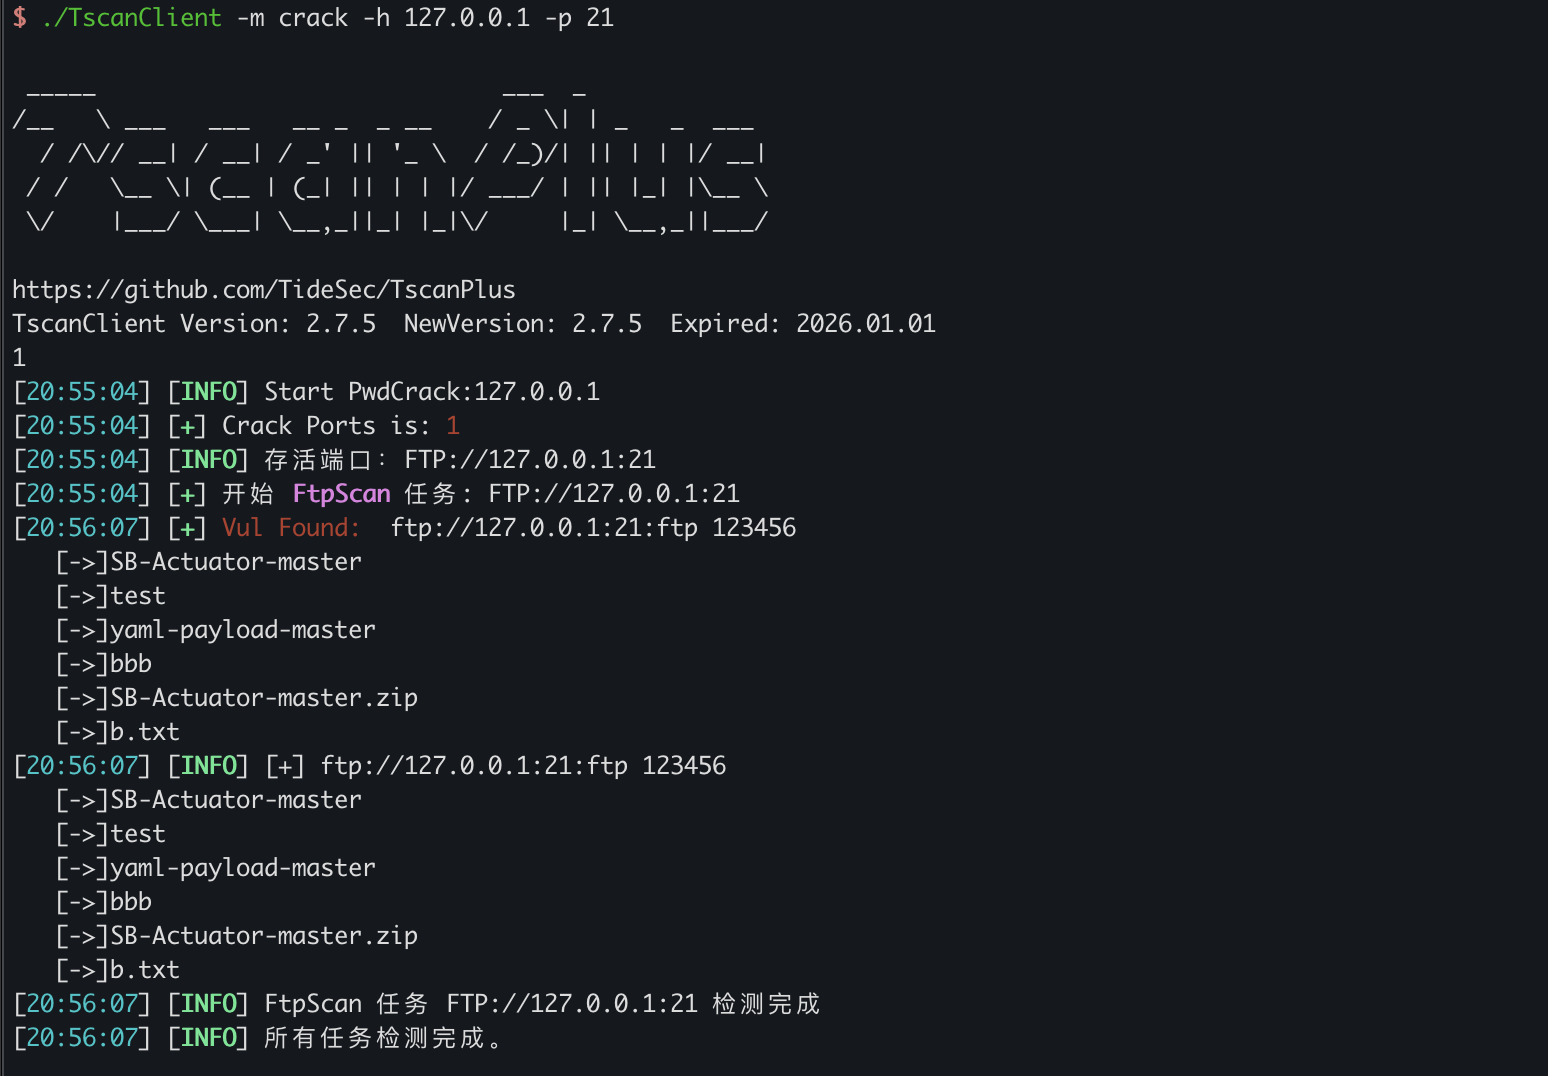 $ ./TscanClient -m crack -h 127.0.0.1 -p 21
 _____                             ___  _
/__   \ ___   ___   __ _  _ __    / _ \| | _   _  ___
  / /\// __| / __| / _' || '_ \  / /_)/| || | | |/ __|
 / /   \__ \| (__ | (_| || | | |/ ___/ | || |_| |\__ \
 \/    |___/ \___| \__,_||_| |_|\/     |_| \__,_||___/
https://github.com/TideSec/TscanPlus
TscanClient Version: 2.7.5  NewVersion: 2.7.5  Expired: 2026.01.01
1
[20:55:04] [INFO] Start PwdCrack:127.0.0.1
[20:55:04] [+] Crack Ports is: 1
[20:55:04] [INFO] 存活端口: FTP://127.0.0.1:21
[20:55:04] [+] 开始 FtpScan 任务: FTP://127.0.0.1:21
[20:56:07] [+] Vul Found:  ftp://127.0.0.1:21:ftp 123456
   [->]SB-Actuator-master
   [->]test
   [->]yaml-payload-master
   [->]bbb
   [->]SB-Actuator-master.zip
   [->]b.txt
[20:56:07] [INFO] [+] ftp://127.0.0.1:21:ftp 123456
   [->]SB-Actuator-master
   [->]test
   [->]yaml-payload-master
   [->]bbb
   [->]SB-Actuator-master.zip
   [->]b.txt
[20:56:07] [INFO] FtpScan 任务 FTP://127.0.0.1:21 检测完成
[20:56:07] [INFO] 所有任务检测完成。